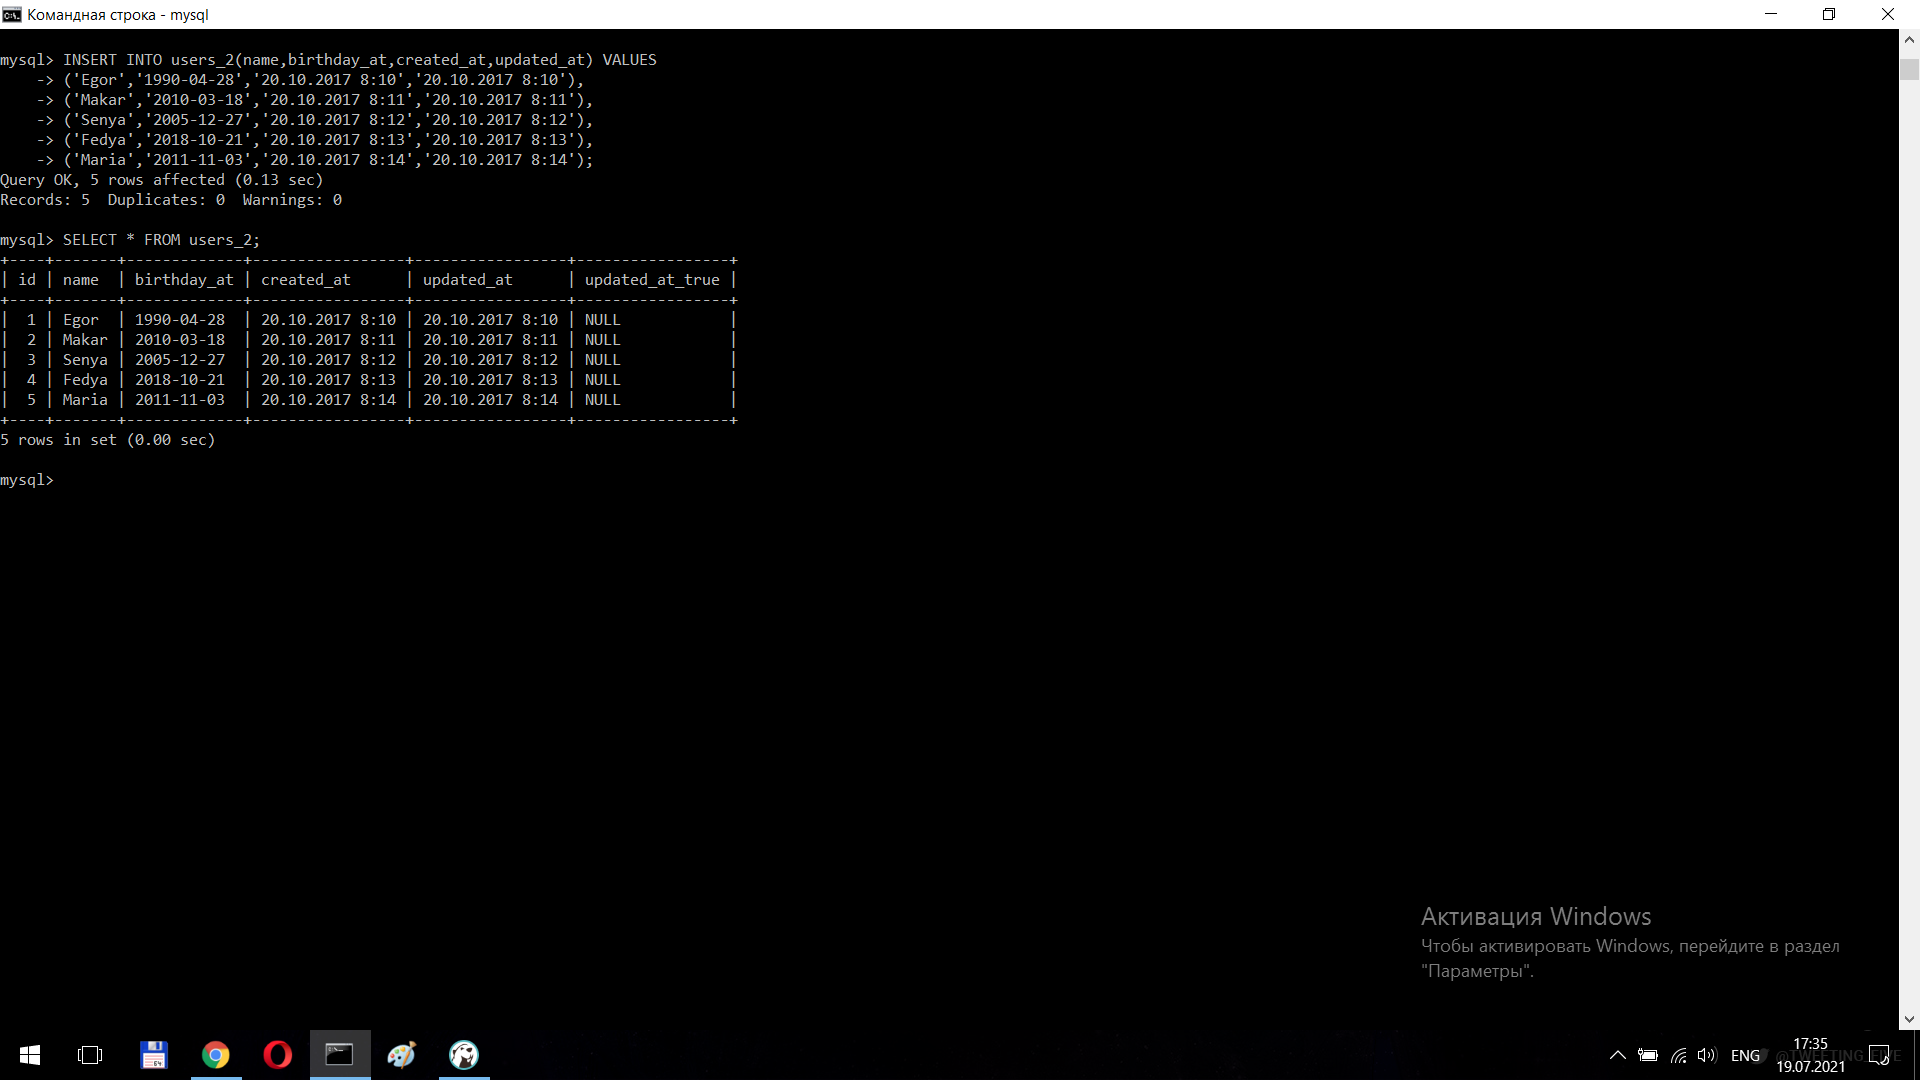 Командная строка - mysql
mysql> INSERT INTO users_2(name,birthday_at,created_at,updated_at) VALUES
    -> ('Egor','1990-04-28','20.10.2017 8:10','20.10.2017 8:10'),
    -> ('Makar','2010-03-18','20.10.2017 8:11','20.10.2017 8:11'),
    -> ('Senya','2005-12-27','20.10.2017 8:12','20.10.2017 8:12'),
    -> ('Fedya','2018-10-21','20.10.2017 8:13','20.10.2017 8:13'),
    -> ('Maria','2011-11-03','20.10.2017 8:14','20.10.2017 8:14');
Query OK, 5 rows affected (0.13 sec)
Records: 5  Duplicates: 0  Warnings: 0
mysql> SELECT * FROM users_2;
+----+-------+-------------+-----------------+-----------------+-----------------+
| id | name  | birthday_at | created_at      | updated_at      | updated_at_true |
+----+-------+-------------+-----------------+-----------------+-----------------+
|  1 | Egor  | 1990-04-28  | 20.10.2017 8:10 | 20.10.2017 8:10 | NULL            |
|  2 | Makar | 2010-03-18  | 20.10.2017 8:11 | 20.10.2017 8:11 | NULL            |
|  3 | Senya | 2005-12-27  | 20.10.2017 8:12 | 20.10.2017 8:12 | NULL            |
|  4 | Fedya | 2018-10-21  | 20.10.2017 8:13 | 20.10.2017 8:13 | NULL            |
|  5 | Maria | 2011-11-03  | 20.10.2017 8:14 | 20.10.2017 8:14 | NULL            |
+----+-------+-------------+-----------------+-----------------+-----------------+
5 rows in set (0.00 sec)
mysql>
Активация Windows
Чтобы активировать Windows, перейдите в раздел
"Параметры".
64
ENG
17:35
19.07.2021